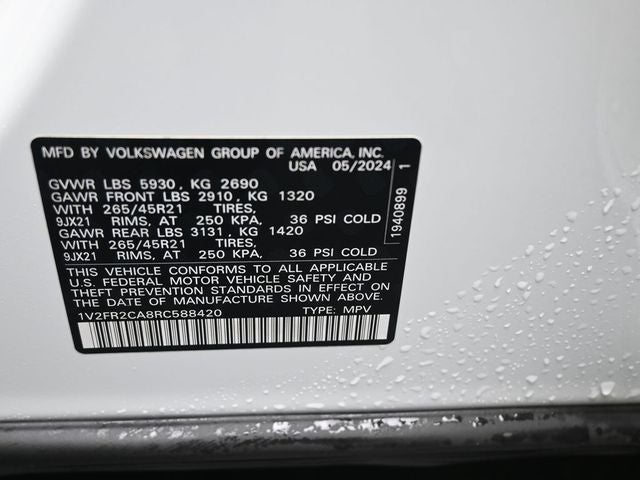 MFD BY VOLKSWAGEN GROUP OF AMERICA, INC.
USA 05/2024
GVWR LBS 5930, KG 2690
GAWR FRONT LBS 2910, KG 1320
WITH 265/45R21 TIRES,
9JX21 RIMS, AT 250 KPA, 36 PSI COLD
GAWR REAR LBS 3131, KG 1420
WITH 265/45R21 TIRES,
9JX21 RIMS, AT 250 KPA, 36 PSI COLD
THIS VEHICLE CONFORMS TO ALL APPLICABLE
U.S. FEDERAL MOTOR VEHICLE SAFETY AND
THEFT PREVENTION STANDARDS IN EFFECT ON
THE DATE OF MANUFACTURE SHOWN ABOVE.
1V2FR2CA8RC588420 TYPE: MPV
1940899 1